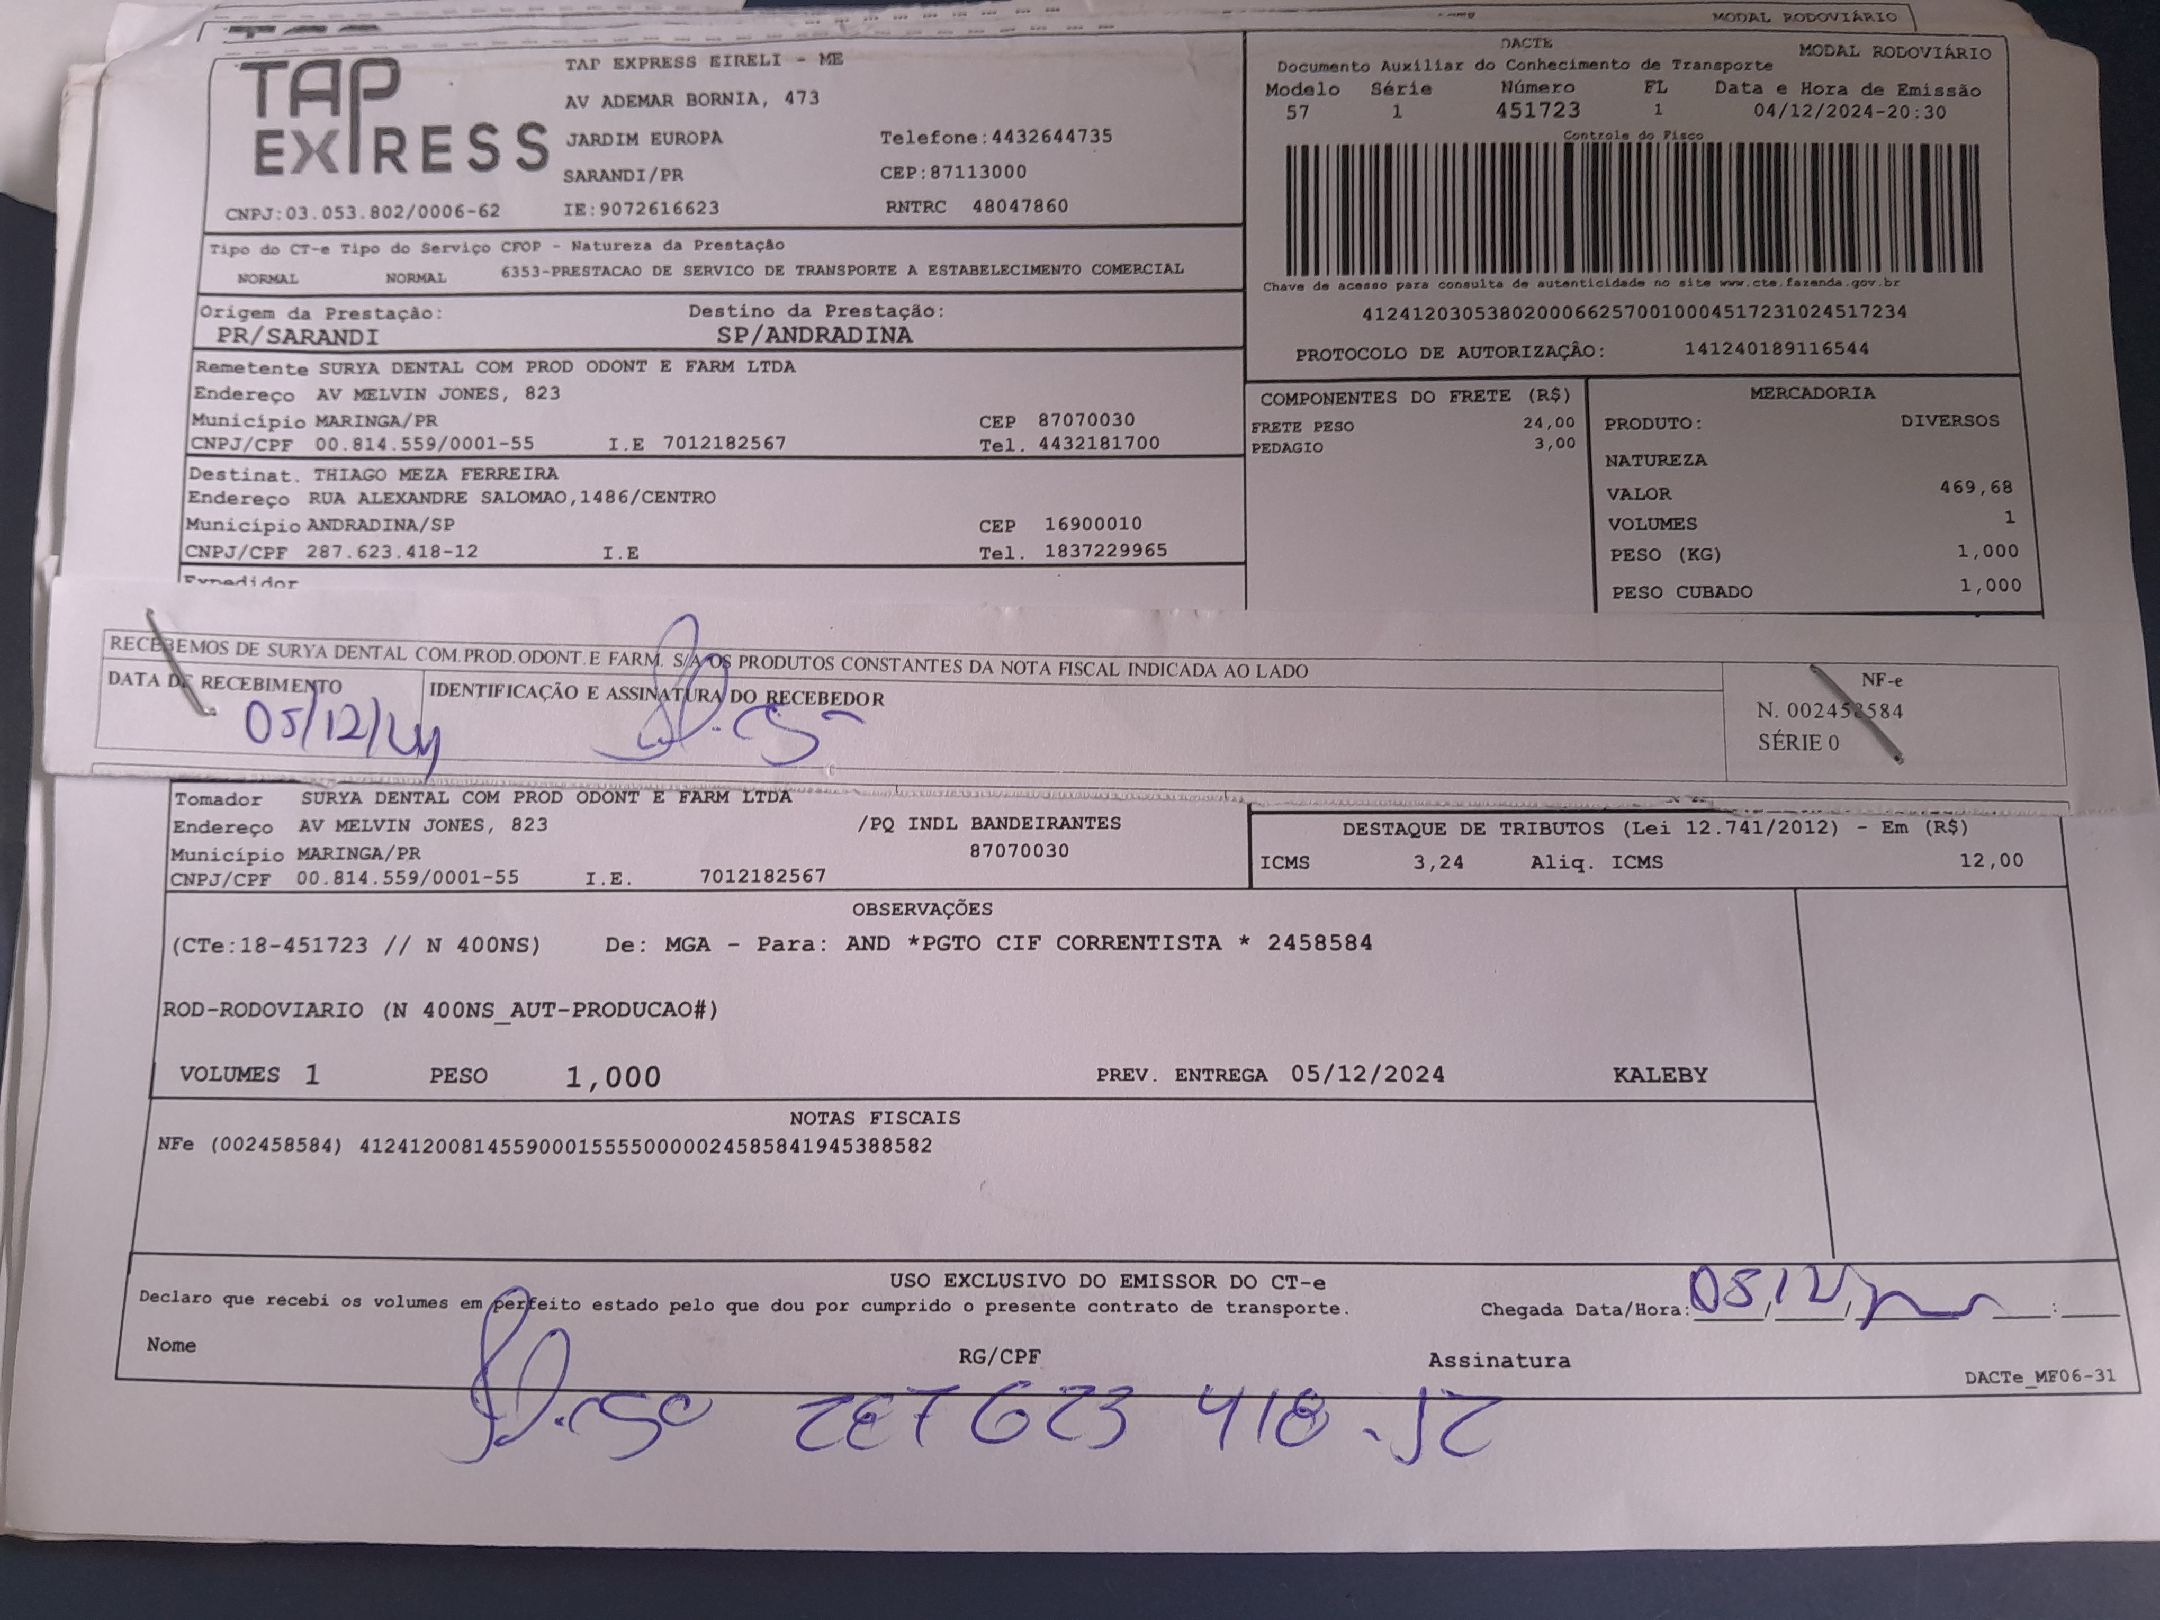 MODAL RODOVIÁRIO
TAP EXPRESS
TAP EXPRESS EIRELI - ME
AV ADEMAR BORNIA, 473
JARDIM EUROPA Telefone:4432644735
SARANDI/PR CEP:87113000
CNPJ:03.053.802/0006-62 IE:9072616623 RNTRC 48047860
DACTE MODAL RODOVIÁRIO
Documento Auxiliar do Conhecimento de Transporte
Modelo Série Número FL Data e Hora de Emissão
57 1 451723 1 04/12/2024-20:30
Controle do Fisco
Chave de acesso para consulta de autenticidade no site www.cte.fazenda.gov.br
41241203053802000662570010004517231024517234
PROTOCOLO DE AUTORIZAÇÃO: 141240189116544
Tipo do CT-e Tipo do Serviço CFOP - Natureza da Prestação
NORMAL NORMAL 6353-PRESTACAO DE SERVICO DE TRANSPORTE A ESTABELECIMENTO COMERCIAL
Origem da Prestação: Destino da Prestação:
PR/SARANDI SP/ANDRADINA
Remetente SURYA DENTAL COM PROD ODONT E FARM LTDA
Endereço AV MELVIN JONES, 823
Município MARINGA/PR CEP 87070030
CNPJ/CPF 00.814.559/0001-55 I.E 7012182567 Tel. 4432181700
Destinat. THIAGO MEZA FERREIRA
Endereço RUA ALEXANDRE SALOMAO,1486/CENTRO
Município ANDRADINA/SP CEP 16900010
CNPJ/CPF 287.623.418-12 I.E Tel. 1837229965
Expedidor
COMPONENTES DO FRETE (R$)
FRETE PESO 24,00
PEDAGIO 3,00
MERCADORIA
PRODUTO: DIVERSOS
NATUREZA
VALOR 469,68
VOLUMES 1
PESO (KG) 1,000
PESO CUBADO 1,000
RECEBEMOS DE SURYA DENTAL COM.PROD.ODONT.E FARM. S/A OS PRODUTOS CONSTANTES DA NOTA FISCAL INDICADA AO LADO
DATA DE RECEBIMENTO IDENTIFICAÇÃO E ASSINATURA DO RECEBEDOR
05/12/24
NF-e
N. 002458584
SÉRIE 0
Tomador SURYA DENTAL COM PROD ODONT E FARM LTDA
Endereço AV MELVIN JONES, 823 /PQ INDL BANDEIRANTES
Município MARINGA/PR 87070030
CNPJ/CPF 00.814.559/0001-55 I.E. 7012182567
DESTAQUE DE TRIBUTOS (Lei 12.741/2012) - Em (R$)
ICMS 3,24 Aliq. ICMS 12,00
OBSERVAÇÕES
(CTe:18-451723 // N 400NS) De: MGA - Para: AND *PGTO CIF CORRENTISTA * 2458584
ROD-RODOVIARIO (N 400NS_AUT-PRODUCAO#)
VOLUMES 1 PESO 1,000 PREV. ENTREGA 05/12/2024 KALEBY
NOTAS FISCAIS
NFe (002458584) 41241200814559000155550000024585841945388582
USO EXCLUSIVO DO EMISSOR DO CT-e
Declaro que recebi os volumes em perfeito estado pelo que dou por cumprido o presente contrato de transporte. Chegada Data/Hora: 05/12/
Nome RG/CPF Assinatura
DACTe_MF06-31
287 623 418-12